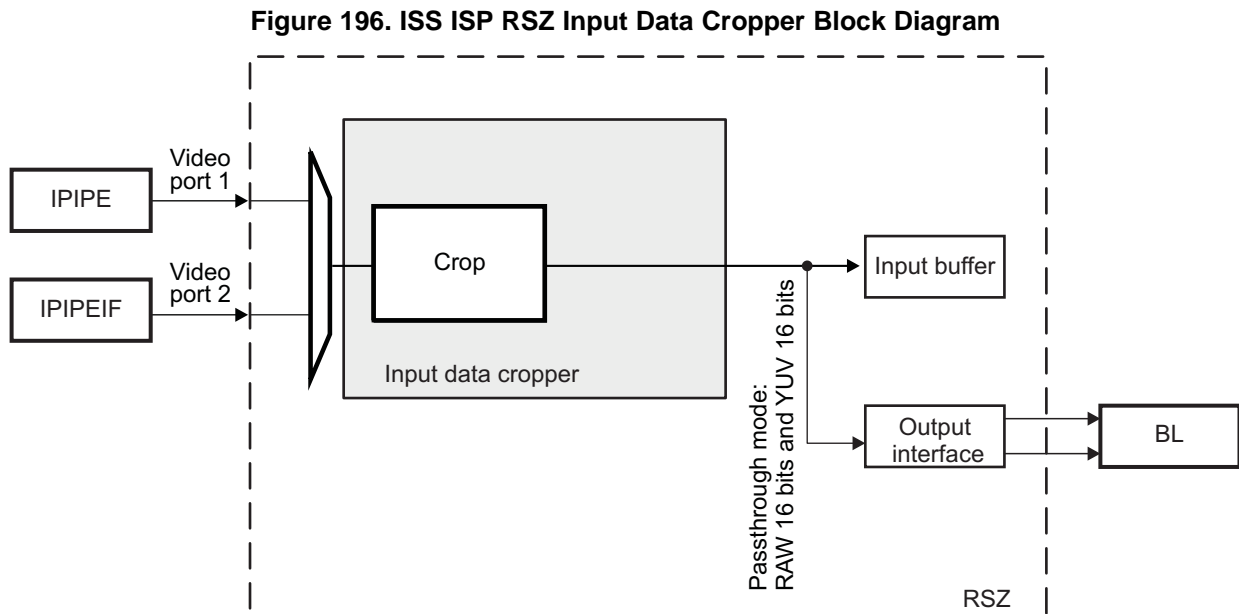 Figure 196. ISS ISP RSZ Input Data Cropper Block Diagram
IPIPE
Video
port 1
IPIPEIF
Video
port 2
Crop
Input data cropper
Input buffer
Passthrough mode:
RAW 16 bits and YUV 16 bits
Output
interface
BL
RSZ